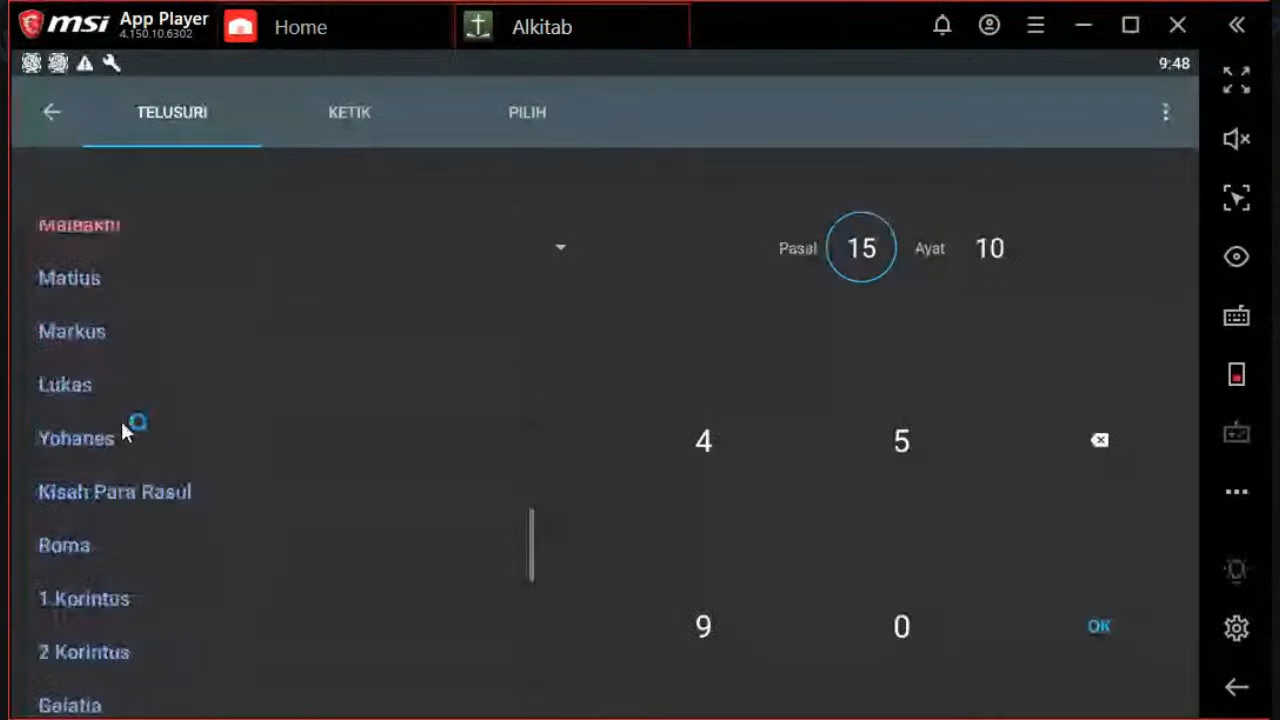 msi App Player
4.150.10.6302
Home
Alkitab
9:48
TELUSURI
KETIK
PILIH
Maleakhi
Matius
Markus
Lukas
Yohanes
Kisah Para Rasul
Roma
1 Korintus
2 Korintus
Galatia
Pasal 15 Ayat 10
4 5
9 0 OK